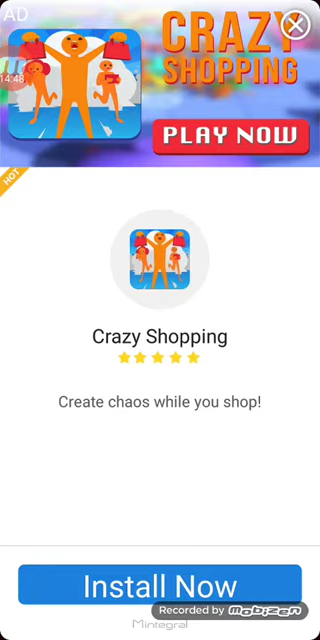 AD
CRAZY
SHOPPING
14:48
PLAY NOW
HOT
Crazy Shopping
Create chaos while you shop!
Install Now
Recorded by mobizen
Mintegral